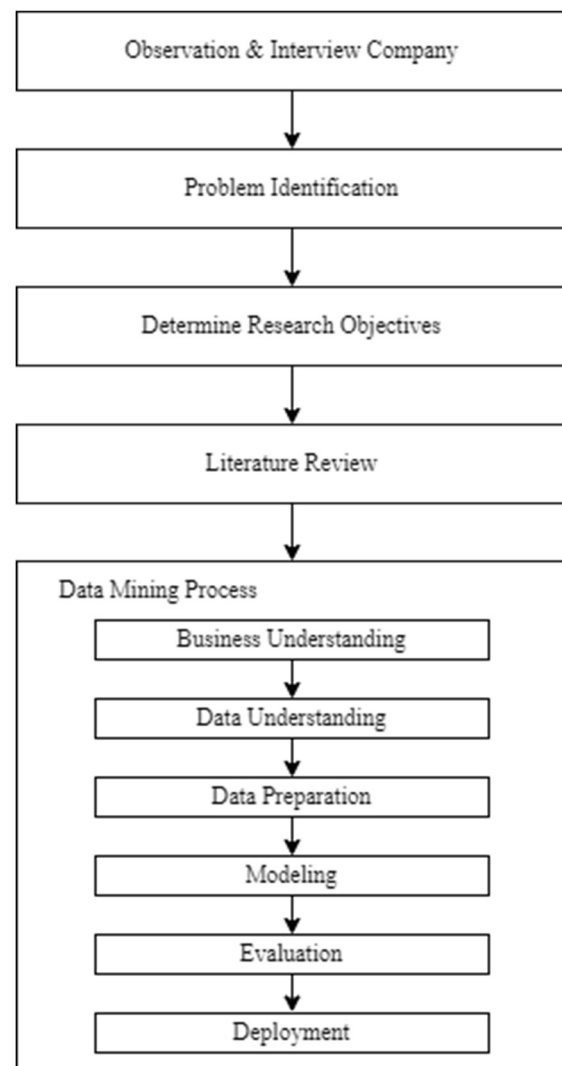 Observation & Interview Company
Problem Identification
Determine Research Objectives
Literature Review
Data Mining Process
Business Understanding
Data Understanding
Data Preparation
Modeling
Evaluation
Deployment